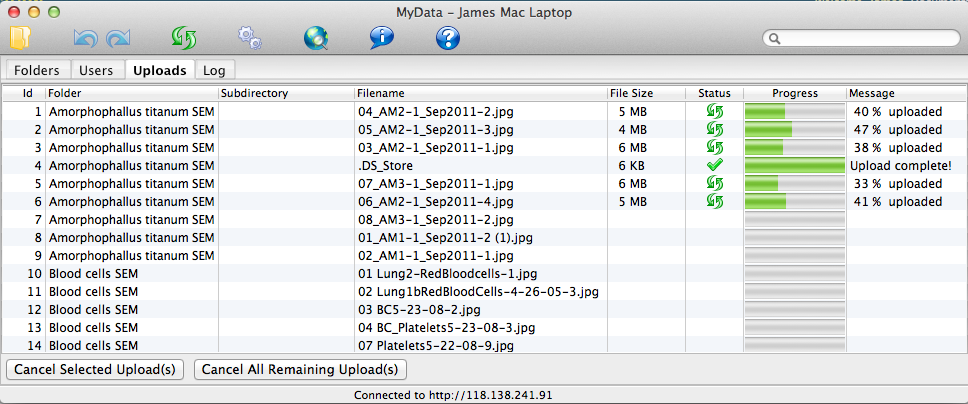 MyData - James Mac Laptop
Folders Users Uploads Log
Id Folder Subdirectory Filename File Size Status Progress Message
1 Amorphophallus titanum SEM 04_AM2-1_Sep2011-2.jpg 5 MB 40 % uploaded
2 Amorphophallus titanum SEM 05_AM2-1_Sep2011-3.jpg 4 MB 47 % uploaded
3 Amorphophallus titanum SEM 03_AM2-1_Sep2011-1.jpg 6 MB 38 % uploaded
4 Amorphophallus titanum SEM .DS_Store 6 KB Upload complete!
5 Amorphophallus titanum SEM 07_AM3-1_Sep2011-1.jpg 6 MB 33 % uploaded
6 Amorphophallus titanum SEM 06_AM2-1_Sep2011-4.jpg 5 MB 41 % uploaded
7 Amorphophallus titanum SEM 08_AM3-1_Sep2011-2.jpg
8 Amorphophallus titanum SEM 01_AM1-1_Sep2011-2 (1).jpg
9 Amorphophallus titanum SEM 02_AM1-1_Sep2011-1.jpg
10 Blood cells SEM 01 Lung2-RedBloodcells-1.jpg
11 Blood cells SEM 02 Lung1bRedBloodCells-4-26-05-3.jpg
12 Blood cells SEM 03 BC5-23-08-2.jpg
13 Blood cells SEM 04 BC_Platelets5-23-08-3.jpg
14 Blood cells SEM 07 Platelets5-22-08-9.jpg
Cancel Selected Upload(s) Cancel All Remaining Upload(s)
Connected to http://118.138.241.91